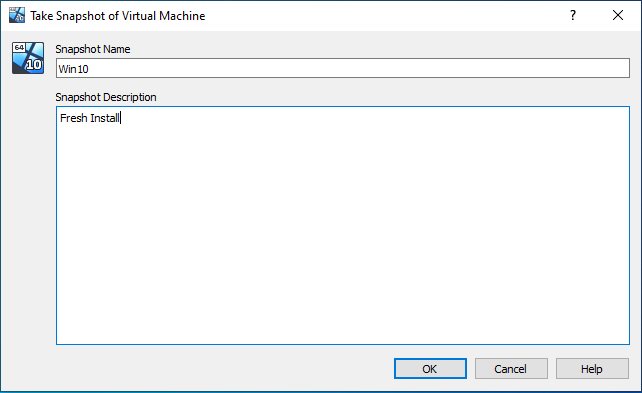 Take Snapshot of Virtual Machine
?
64
10
Snapshot Name
Win10
Snapshot Description
Fresh Install
OK
Cancel
Help